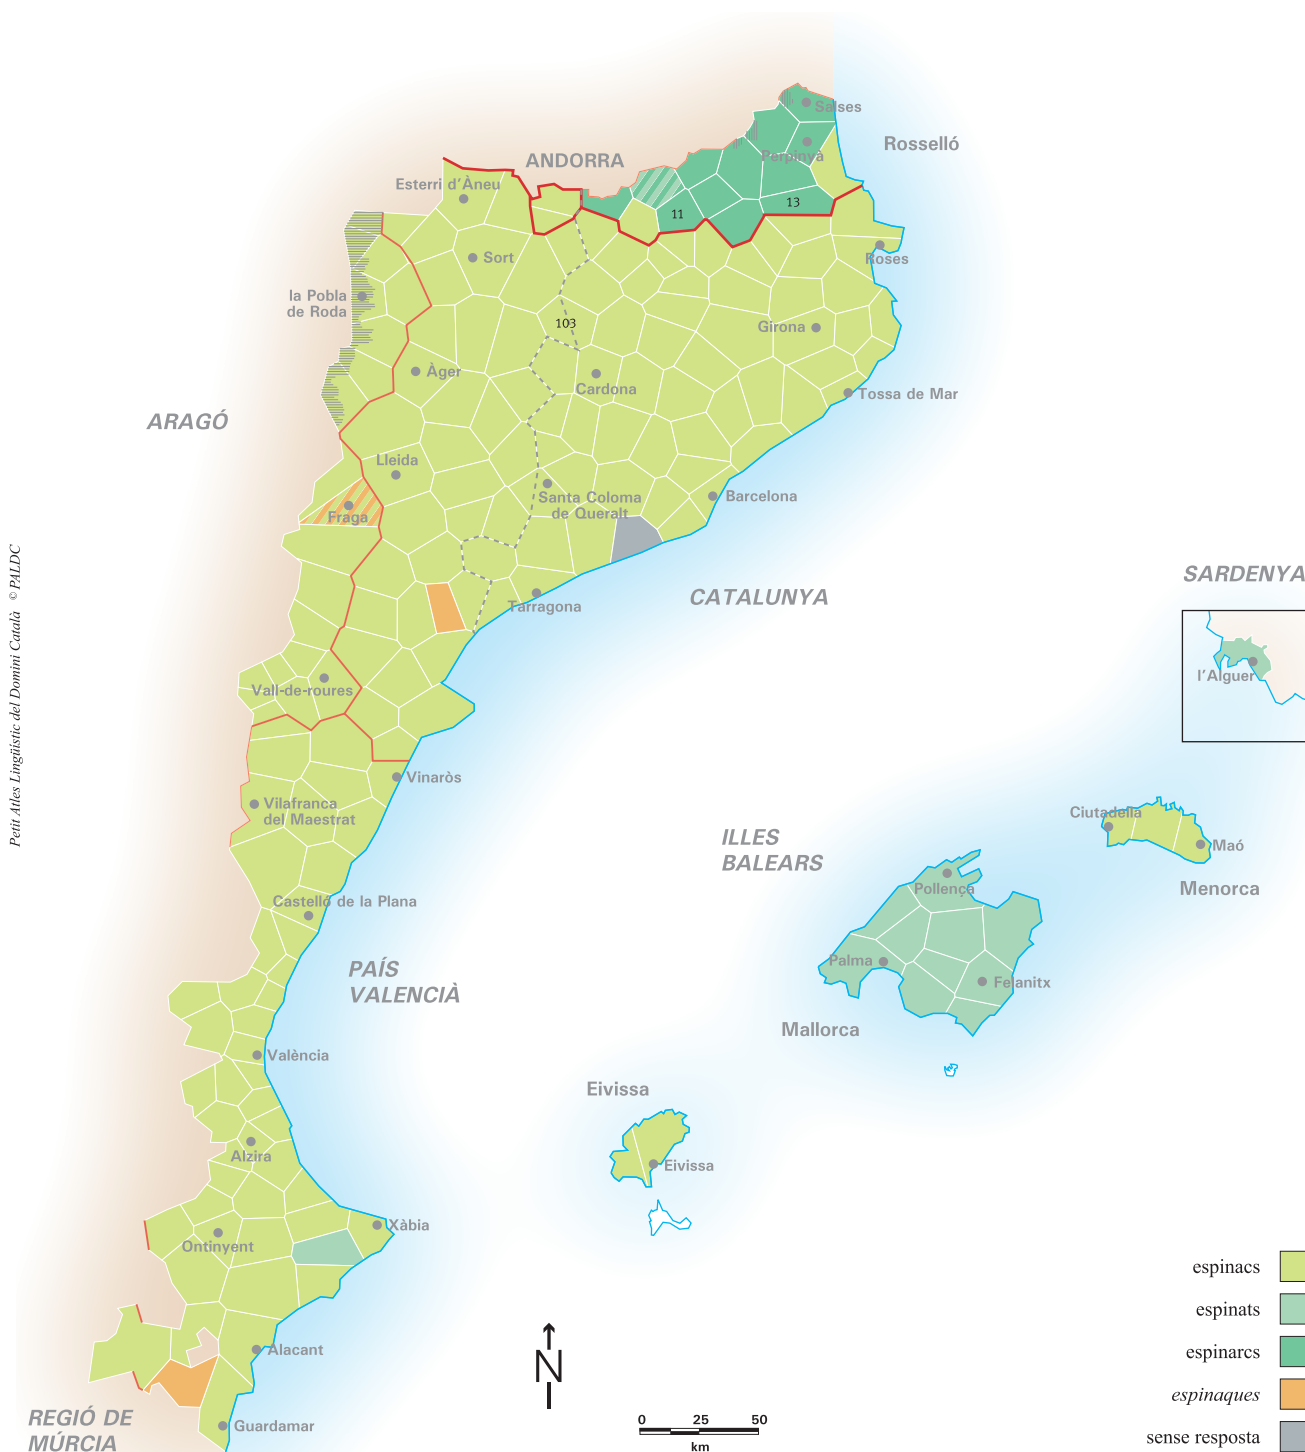 Salses
Rosselló
Perpinyà
ANDORRA
Esterri d'Àneu
13
11
Roses
Sort
la Pobla
de Roda
103
Girona
Àger
Cardona
Tossa de Mar
ARAGÓ
Lleida
Santa Coloma
de Queralt
Barcelona
Fraga
SARDENYA
CATALUNYA
Tarragona
l'Alguer
Vall-de-roures
Vinaròs
Vilafranca
del Maestrat
ILLES
BALEARS
Ciutadella
Maó
Menorca
Pollença
Castelló de la Plana
PAÍS
VALENCIÀ
Palma
Felanitx
Mallorca
València
Eivissa
Alzira
Eivissa
Xàbia
Ontinyent
Alacant
Guardamar
REGIÓ DE
MÚRCIA
N
0 25 50
km
espinacs
espinats
espinarcs
espinaques
sense resposta
Petit Atles Lingüístic del Domini Català © PALDC